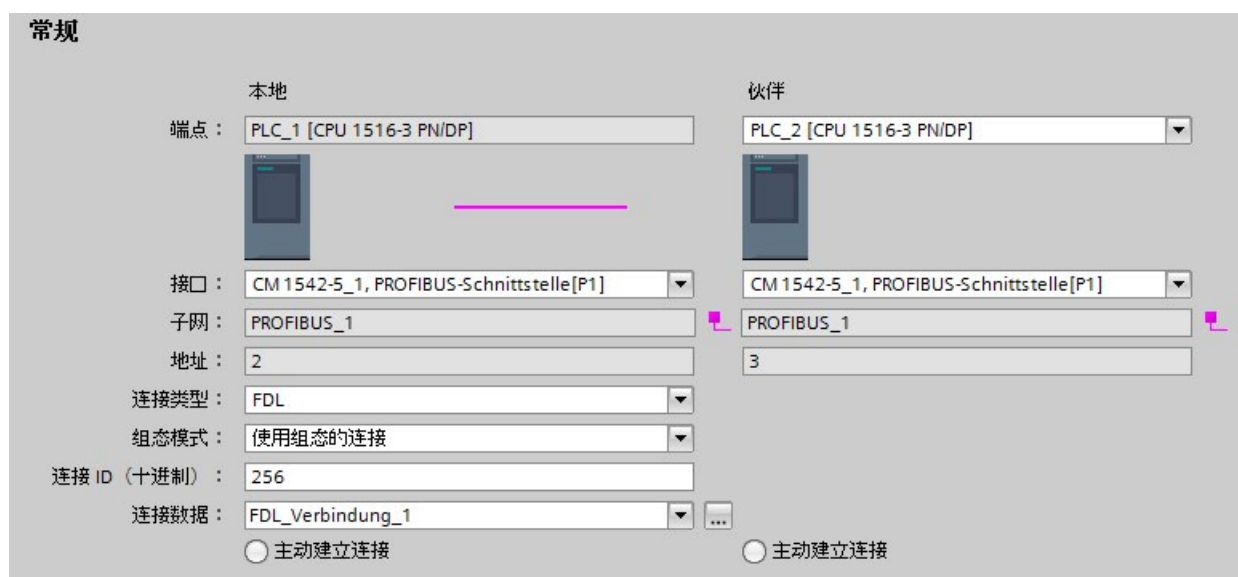 常规
本地 伙伴
端点： PLC_1 [CPU 1516-3 PN/DP] PLC_2 [CPU 1516-3 PN/DP]
接口： CM 1542-5_1, PROFIBUS-Schnittstelle[P1] CM 1542-5_1, PROFIBUS-Schnittstelle[P1]
子网： PROFIBUS_1 PROFIBUS_1
地址： 2 3
连接类型： FDL
组态模式： 使用组态的连接
连接 ID（十进制）： 256
连接数据： FDL_Verbindung_1 ...
主动建立连接 主动建立连接